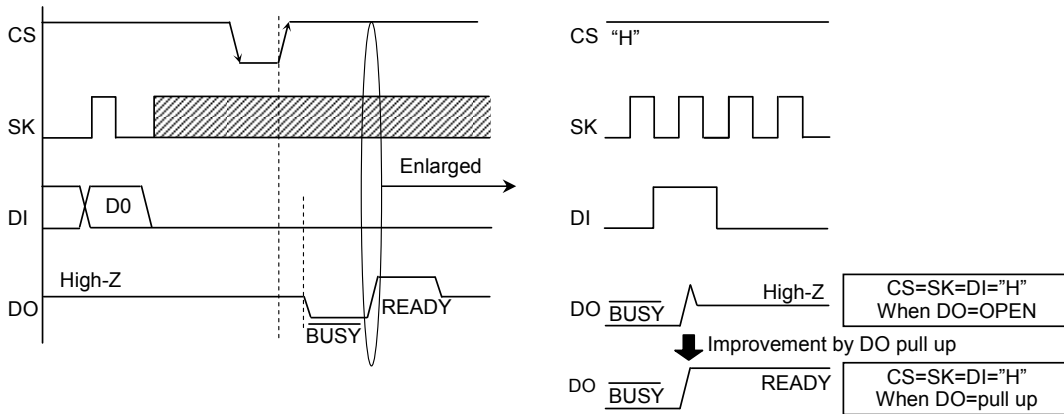 CS
SK
DI
D0
DO
High-Z
BUSY
READY
Enlarged
CS “H”
SK
DI
DO
BUSY
High-Z
CS=SK=DI=”H”
When DO=OPEN
Improvement by DO pull up
DO
BUSY
READY
CS=SK=DI=”H”
When DO=pull up